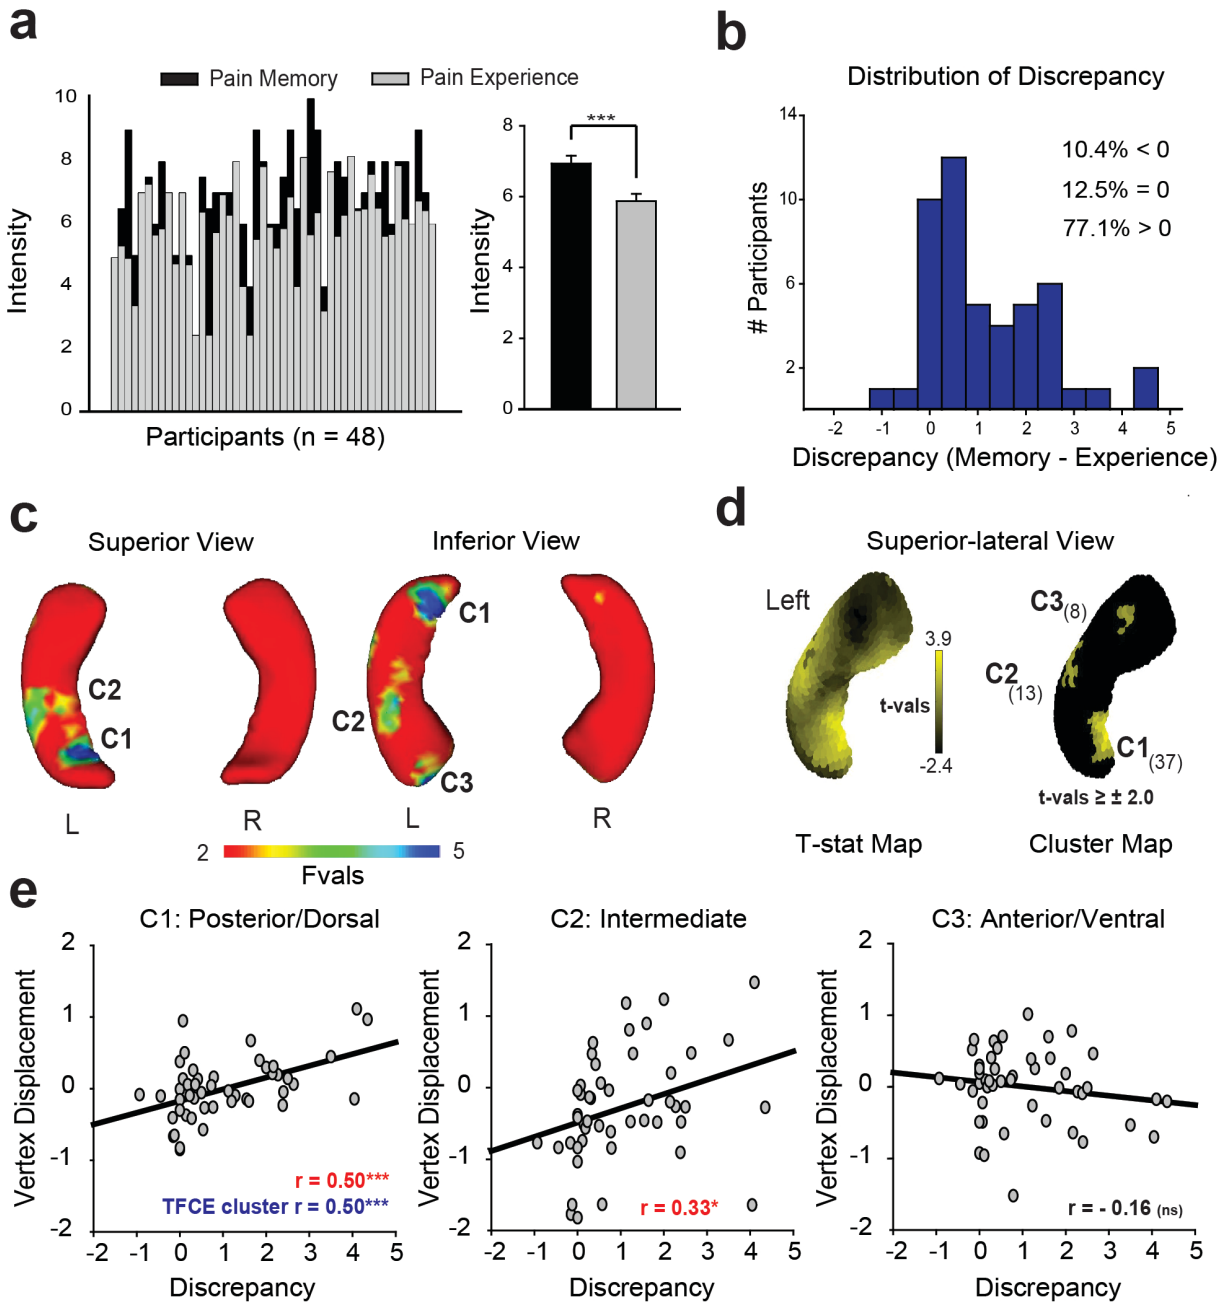 a
Pain Memory
Pain Experience
10
8
6
4
2
0
Intensity
Participants (n = 48)
***
8
6
4
2
0
Intensity
b
Distribution of Discrepancy
14
10
6
2
# Participants
10.4% < 0
12.5% = 0
77.1% > 0
-2 -1 0 1 2 3 4 5
Discrepancy (Memory - Experience)
c
Superior View
Inferior View
C2
C1
C1
C2
C3
L
R
L
R
2
5
Fvals
d
Superior-lateral View
Left
3.9
t-vals
-2.4
C3(8)
C2(13)
C1(37)
t-vals ≥ ± 2.0
T-stat Map
Cluster Map
e
C1: Posterior/Dorsal
2
1
0
-1
-2
Vertex Displacement
r = 0.50***
TFCE cluster r = 0.50***
-2 -1 0 1 2 3 4 5
Discrepancy
C2: Intermediate
2
1
0
-1
-2
Vertex Displacement
r = 0.33*
-2 -1 0 1 2 3 4 5
Discrepancy
C3: Anterior/Ventral
2
1
0
-1
-2
Vertex Displacement
r = - 0.16 (ns)
-2 -1 0 1 2 3 4 5
Discrepancy